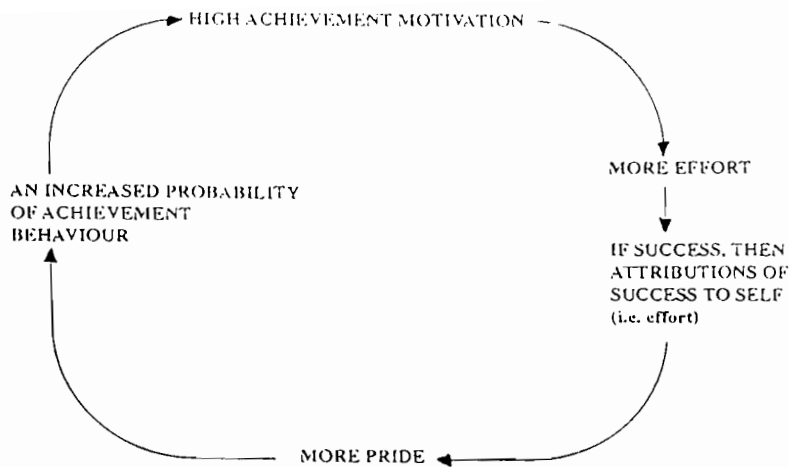 HIGH ACHIEVEMENT MOTIVATION
MORE EFFORT
IF SUCCESS, THEN
ATTRIBUTIONS OF
SUCCESS TO SELF
(i.e. effort)
MORE PRIDE
AN INCREASED PROBABILITY
OF ACHIEVEMENT
BEHAVIOUR